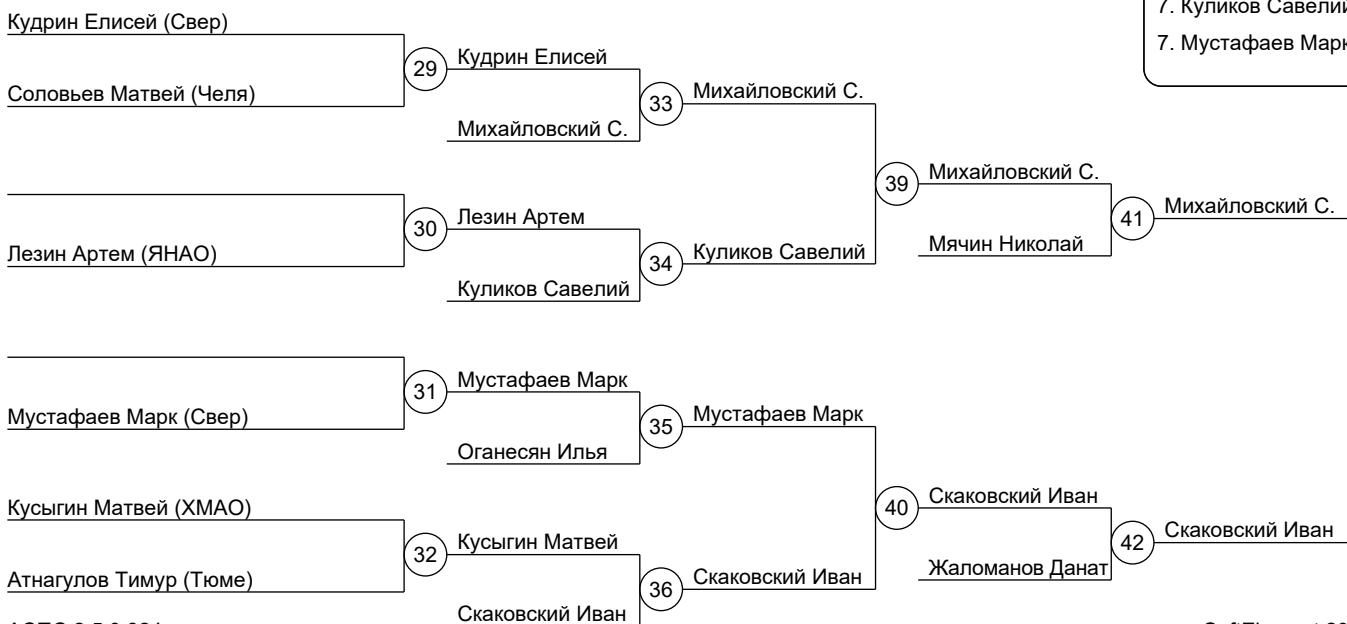 7. Куликов Савелий
7. Мустафаев Марк
Кудрин Елисей (Свер)
Соловьев Матвей (Челя)
29
Кудрин Елисей
Михайловский С.
33
Михайловский С.
Лезин Артем (ЯНАО)
30
Лезин Артем
Куликов Савелий
34
Куликов Савелий
39
Михайловский С.
Мячин Николай
41
Михайловский С.
Мустафаев Марк (Свер)
31
Мустафаев Марк
Оганесян Илья
35
Мустафаев Марк
Кусыгин Матвей (ХМАО)
Атнагулов Тимур (Тюме)
32
Кусыгин Матвей
Скаковский Иван
36
Скаковский Иван
40
Скаковский Иван
Жаломанов Данат
42
Скаковский Иван